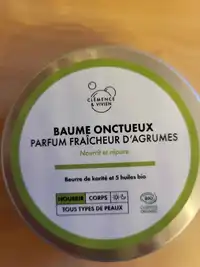 CLÉMENCE
& VIVIEN
BAUME ONCTUEUX
PARFUM FRAÎCHEUR D'AGRUMES
Nourrit et répare
Beurre de karité et 5 huiles bio
NOURRIR CORPS
TOUS TYPES DE PEAUX
BIO